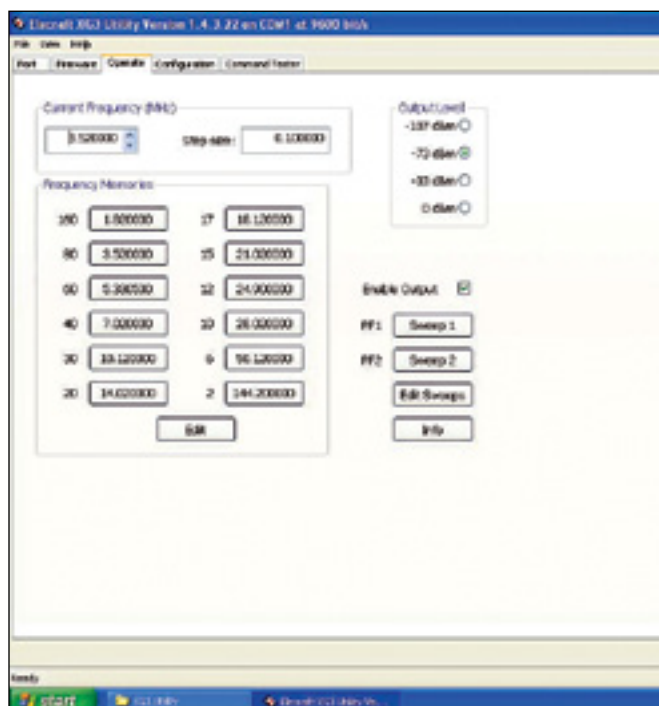 Elecraft XG3 Utility Version 1.4.3.22 on COM1 at 9600 bit/s
File View Help
Port Firmware Operate Configuration Command Tester
Current Frequency (MHz)
3.520000 Step size: 0.100000
Output Level
-107 dBm
-73 dBm
-33 dBm
0 dBm
Frequency Memories
160 1.820000 17 18.120000
80 3.520000 15 21.020000
60 12 24.900000
40 7.020000 10 28.020000
30 10.120000 6 50.120000
20 14.020000 2 144.200000
Edit
Enable Output
PF1 Sweep 1
PF2 Sweep 2
Edit Sweeps
Info
Ready
start XG3 Utility Elecraft XG3 Utility Ve...